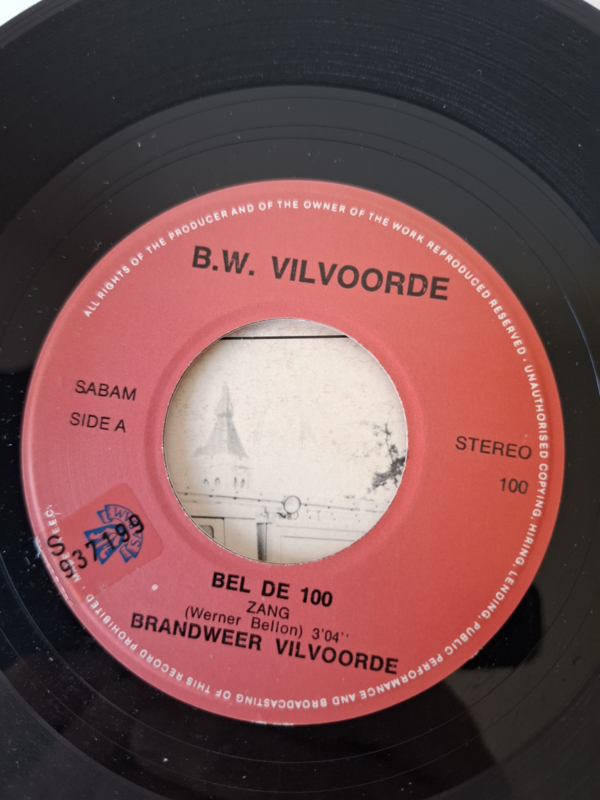 ALL RIGHTS OF THE PRODUCER AND OF THE OWNER OF THE WORK REPRODUCED RESERVED · UNAUTHORISED COPYING, HIRING, LENDING, PUBLIC PERFORMANCE AND BROADCASTING OF THIS RECORD PROHIBITED ·
B.W. VILVOORDE
SABAM
SIDE A
STEREO
100
BEL DE 100
ZANG
(Werner Bellon) 3'04''
BRANDWEER VILVOORDE
37199